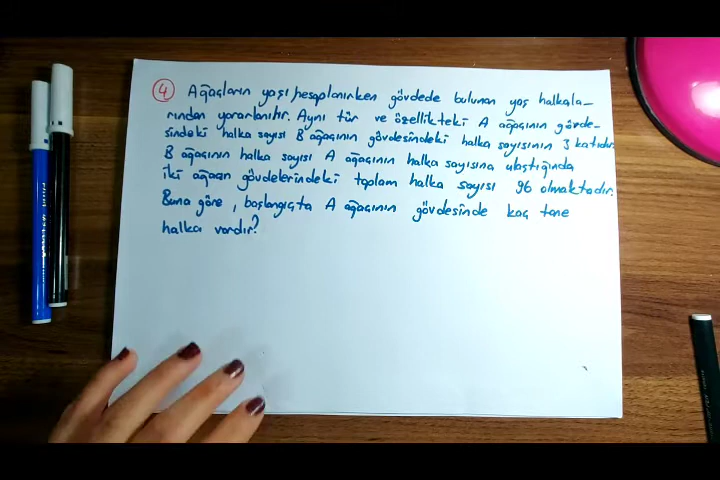 4 Ağaçların yaşı hesaplanırken gövdede bulunan yaş halkala-
rından yararlanılır. Aynı tür ve özellikteki A ağacının gövde-
sindeki halka sayısı B ağacının gövdesindeki halka sayısının 3 katıdır.
B ağacının halka sayısı A ağacının halka sayısına ulaştığında
iki ağacın gövdelerindeki toplam halka sayısı 96 olmaktadır.
Buna göre, başlangıçta A ağacının gövdesinde kaç tane
halka vardır?